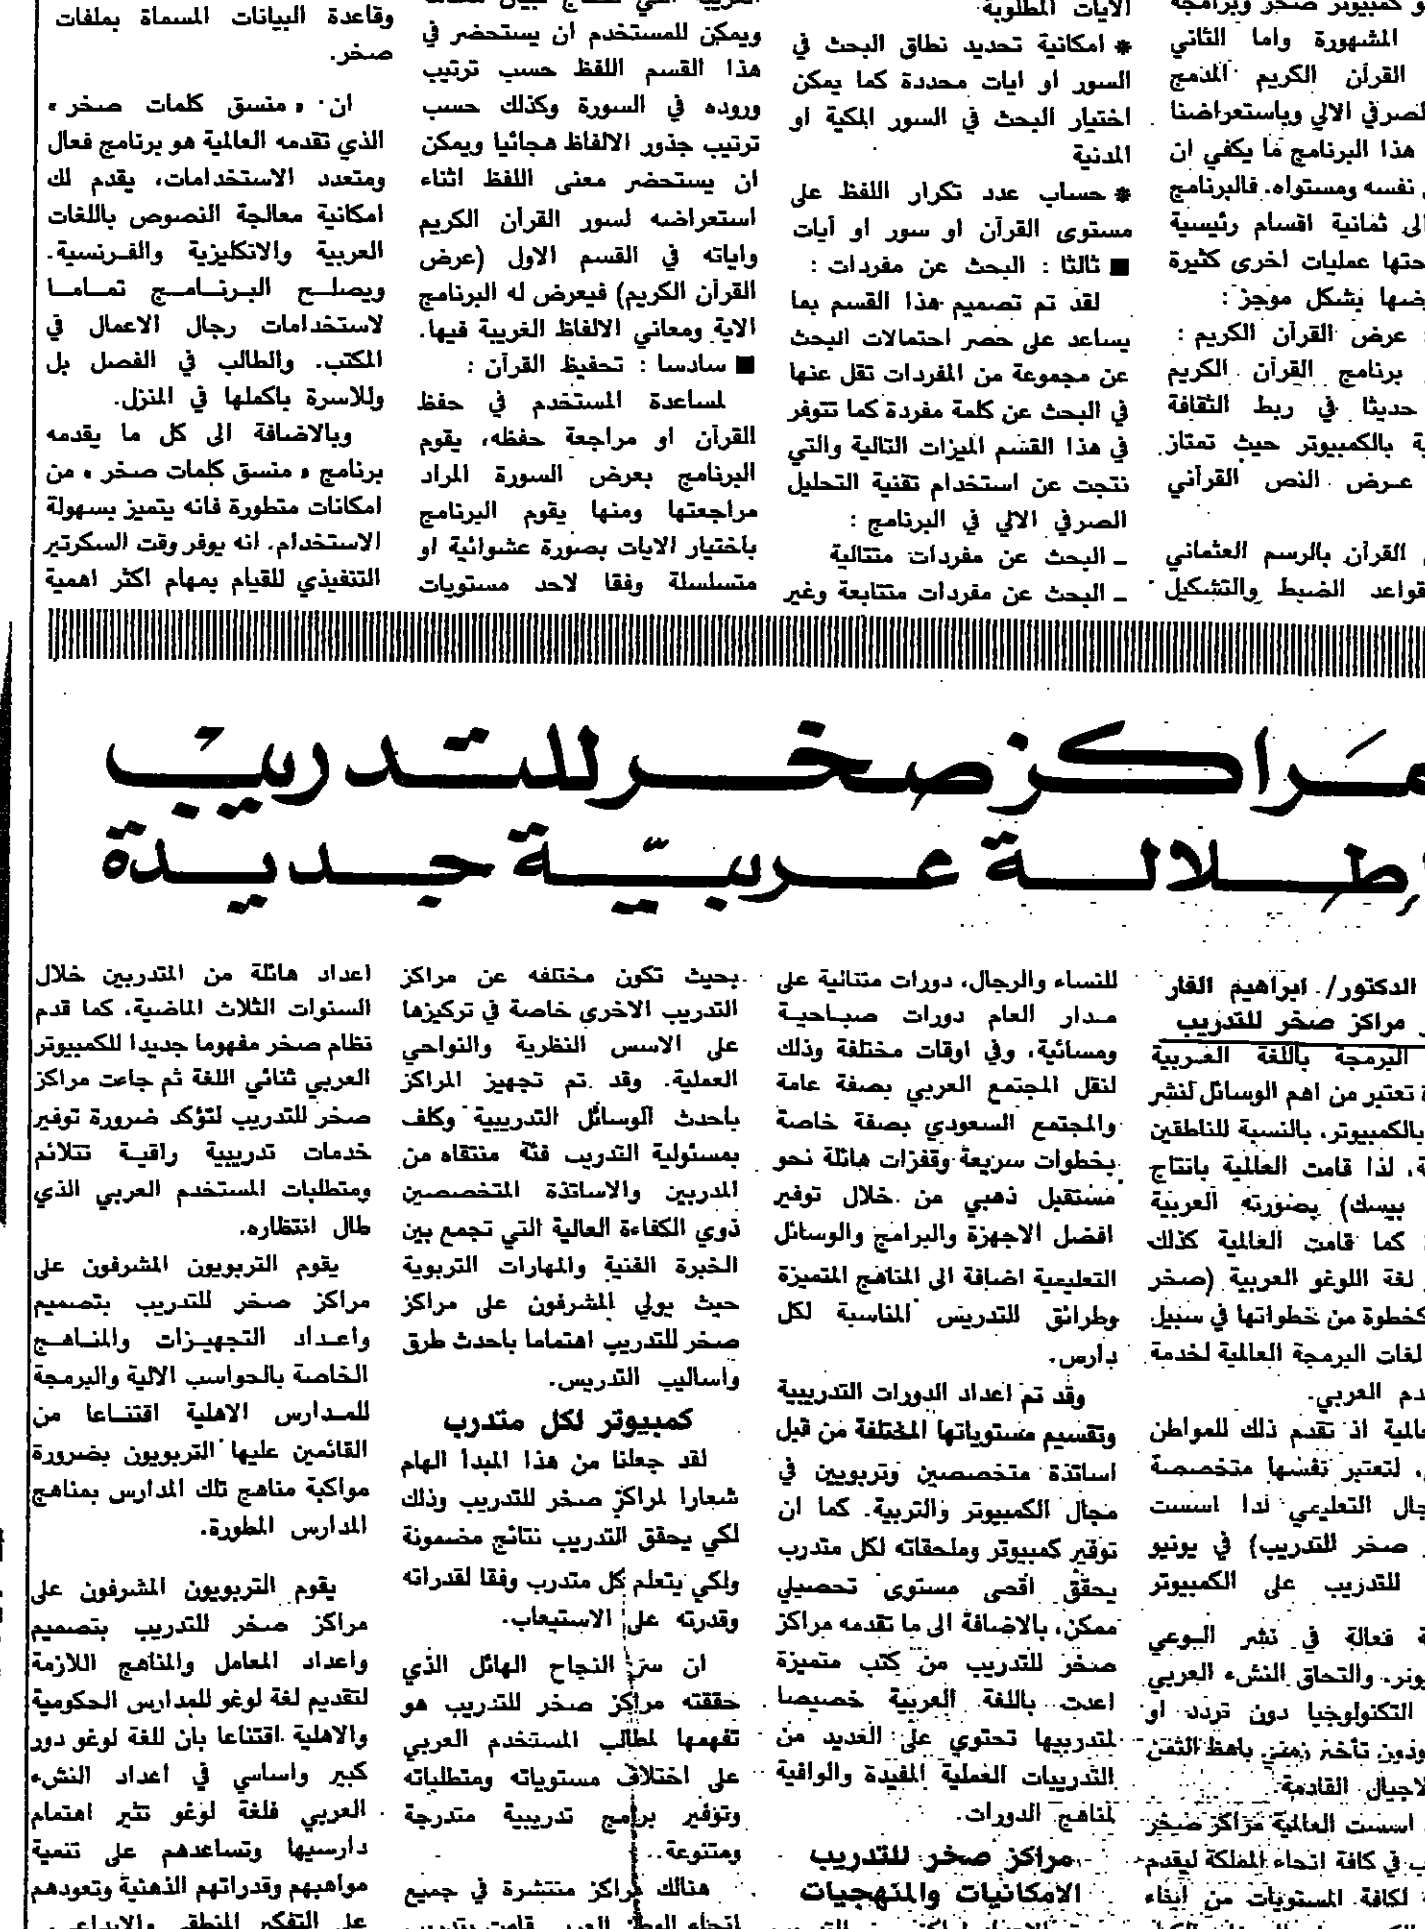 و كمبيوتر صخر وبرامجه
المشهورة واما الثاني
القرآن الكريم المدمج
لصرفي الالي وباستعراضنا
هذا البرنامج ما يكفي ان
نفسه ومستواه. فالبرنامج
لى ثمانية اقسام رئيسية
حتها عمليات اخرى كثيرة
ضها بشكل موجز :
عرض القرآن الكريم :
برنامج القرآن الكريم
حديثا في ربط الثقافة
ية بالكمبيوتر حيث تمتاز
عرض النص القرآني
القرآن بالرسم العثماني
قواعد الضبط والتشكيل
الايات المطلوبة
* امكانية تحديد نطاق البحث في
السور او ايات محددة كما يمكن
اختيار البحث في السور المكية او
المدنية
* حساب عدد تكرار اللفظ على
مستوى القرآن او سور او آيات
■ ثالثا : البحث عن مفردات :
لقد تم تصميم هذا القسم بما
يساعد على حصر احتمالات البحث
عن مجموعة من المفردات تقل عنها
في البحث عن كلمة مفردة كما تتوفر
في هذا القسم الميزات التالية والتي
نتجت عن استخدام تقنية التحليل
الصرفي الالي في البرنامج :
ـ البحث عن مفردات متتالية
ـ البحث عن مفردات متتابعة وغير
ويمكن للمستخدم ان يستحضر في
هذا القسم اللفظ حسب ترتيب
وروده في السورة وكذلك حسب
ترتيب جذور الالفاظ هجائيا ويمكن
ان يستحضر معنى اللفظ اثناء
استعراضه لسور القرآن الكريم
واياته في القسم الاول (عرض
القرآن الكريم) فيعرض له البرنامج
الاية ومعاني الالفاظ الغريبة فيها.
■ سادسا : تحفيظ القرآن :
لمساعدة المستخدم في حفظ
القرآن او مراجعة حفظه، يقوم
البرنامج بعرض السورة المراد
مراجعتها ومنها يقوم البرنامج
باختيار الايات بصورة عشوائية او
متسلسلة وفقا لاحد مستويات
وقاعدة البيانات المسماة بملفات
صخر.
ان « منسق كلمات صخر »
الذي تقدمه العالمية هو برنامج فعال
ومتعدد الاستخدامات، يقدم لك
امكانية معالجة النصوص باللغات
العربية والانكليزية والفرنسية.
ويصلح البرنامج تماما
لاستخدامات رجال الاعمال في
المكتب. والطالب في الفصل بل
وللاسرة باكملها في المنزل.
وبالاضافة الى كل ما يقدمه
برنامج « منسق كلمات صخر » من
امكانات متطورة فانه يتميز بسهولة
الاستخدام. انه يوفر وقت السكرتير
التنفيذي للقيام بمهام اكثر اهمية
مراكز صخر للتدريب
إطلالة عربيّة جديدة
الدكتور/ ابراهيم القار
مراكز صخر للتدريب
البرمجة باللغة العربية
تعتبر من اهم الوسائل لنشر
بالكمبيوتر. بالنسبة للناطقين
ة، لذا قامت العالمية بانتاج
بيسك) بصورته العربية
كما قامت العالمية كذلك
لغة اللوغو العربية (صخر
كخطوة من خطواتها في سبيل
لغات البرمجة العالمية لخدمة
دم العربي.
عالمية اذ تقدم ذلك للمواطن
، لتعتبر نفسها متخصصة
جال التعليمي لذا اسست
صخر للتدريب) في يونيو
للتدريب على الكمبيوتر
ة فعالة في نشر الوعي
يوتر. والتحاق النشء العربي
التكنولوجيا دون تردد او
ودون تأخر زمني باهظ الثمن
لاجيال القادمة.
اسست العالمية مراكز صخر
ب في كافة انحاء المملكة ليقدم
لكافة المستويات من ابناء
للنساء والرجال، دورات متتالية على
مدار العام دورات صباحية
ومسائية، وفي اوقات مختلفة وذلك
لنقل المجتمع العربي بصفة عامة
والمجتمع السعودي بصفة خاصة
بخطوات سريعة وقفزات هائلة نحو
مستقبل ذهبي من خلال توفير
افضل الاجهزة والبرامج والوسائل
التعليمية اضافة الى المناهج المتميزة
وطرائق التدريس المناسبة لكل
دارس.
وقد تم اعداد الدورات التدريبية
وتقسيم مستوياتها المختلفة من قبل
اساتذة متخصصين وتربويين في
مجال الكمبيوتر والتربية. كما ان
توفير كمبيوتر وملحقاته لكل متدرب
يحقق اقصى مستوى تحصيلي
ممكن، بالاضافة الى ما تقدمه مراكز
صخر للتدريب من كتب متميزة
اعدت باللغة العربية خصيصا
لمتدربيها تحتوي على العديد من
التدريبات العملية المفيدة والوافية
لمناهج الدورات.
مراكز صخر للتدريب
الامكانيات والمنهجيات
بحيث تكون مختلفه عن مراكز
التدريب الاخرى خاصة في تركيزها
على الاسس النظرية والنواحي
العملية. وقد تم تجهيز المراكز
باحدث الوسائل التدريبية وكلف
بمسئولية التدريب فئة منتقاه من
المدربين والاساتذة المتخصصين
ذوي الكفاءة العالية التي تجمع بين
الخبرة الفنية والمهارات التربوية
حيث يولي المشرفون على مراكز
صخر للتدريب اهتماما باحدث طرق
واساليب التدريس.
كمبيوتر لكل متدرب
لقد جعلنا من هذا المبدأ الهام
شعارا لمراكز صخر للتدريب وذلك
لكي يحقق التدريب نتائج مضمونة
ولكي يتعلم كل متدرب وفقا لقدراته
وقدرته على الاستيعاب.
ان سر النجاح الهائل الذي
حققته مراكز صخر للتدريب هو
تفهمها لمطالب المستخدم العربي
على اختلاف مستوياته ومتطلباته
وتوفير برامج تدريبية متدرجة
ومتنوعة.
هنالك مراكز منتشرة في جميع
انحاء الوطن العربي قامت بتدريب
اعداد هائلة من المتدربين خلال
السنوات الثلاث الماضية، كما قدم
نظام صخر مفهوما جديدا للكمبيوتر
العربي ثنائي اللغة ثم جاءت مراكز
صخر للتدريب لتؤكد ضرورة توفير
خدمات تدريبية راقية تتلائم
ومتطلبات المستخدم العربي الذي
طال انتظاره.
يقوم التربويون المشرفون على
مراكز صخر للتدريب بتصميم
واعداد التجهيزات والمناهج
الخاصة بالحواسب الالية والبرمجة
للمدارس الاهلية اقتناعا من
القائمين عليها التربويون بضرورة
مواكبة مناهج تلك المدارس بمناهج
المدارس المطورة.
يقوم التربويون المشرفون على
مراكز صخر للتدريب بتصميم
واعداد المعامل والمناهج اللازمة
لتقديم لغة لوغو للمدارس الحكومية
والاهلية اقتناعا بان للغة لوغو دور
كبير واساسي في اعداد النشء
العربي فلغة لوغو تثير اهتمام
دارسيها وتساعدهم على تنمية
مواهبهم وقدراتهم الذهنية وتعودهم
على التفكير المنطقي والابداعي